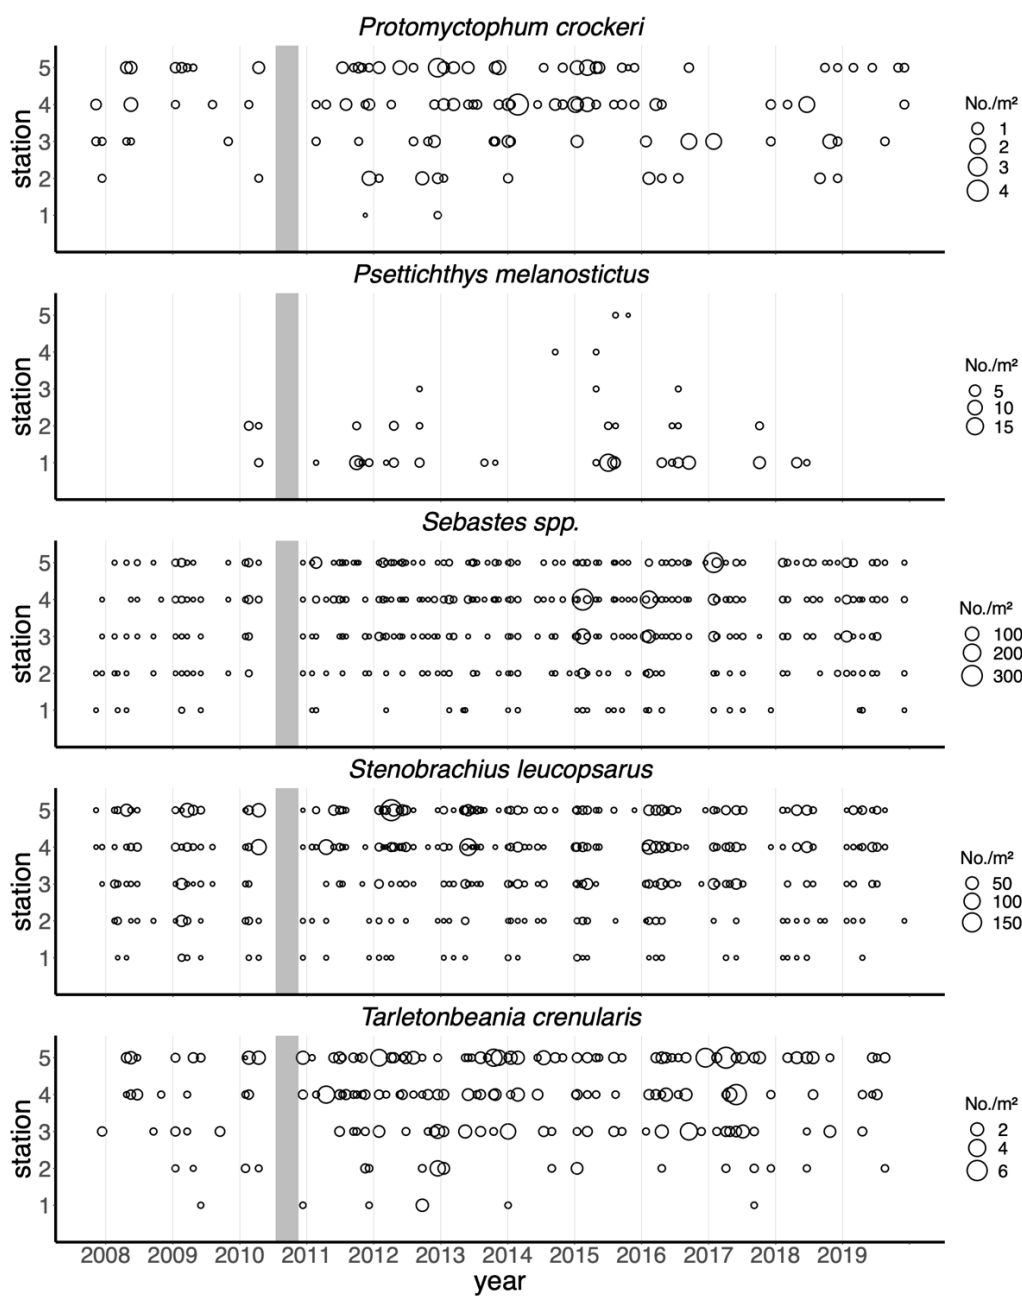 Protomyctophum crockeri
5
4
3
2
1
station
No./m²
1
2
3
4
Psettichthys melanostictus
5
4
3
2
1
station
No./m²
5
10
15
Sebastes spp.
5
4
3
2
1
station
No./m²
100
200
300
Stenobrachius leucopsarus
5
4
3
2
1
station
No./m²
50
100
150
Tarletonbeania crenularis
5
4
3
2
1
station
No./m²
2
4
6
2008 2009 2010 2011 2012 2013 2014 2015 2016 2017 2018 2019
year